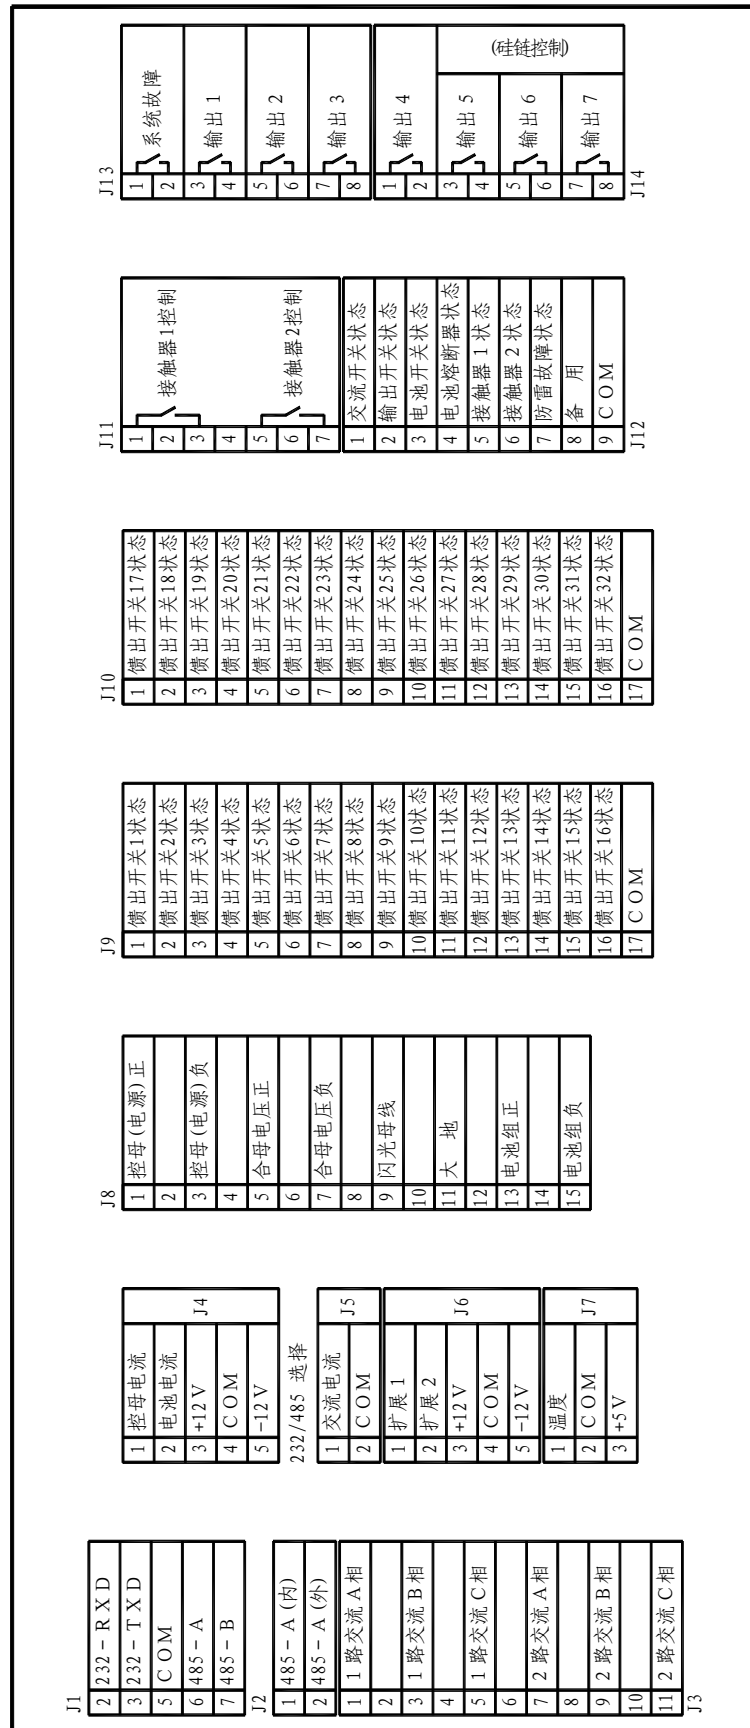 J1
2 232-RXD
3 232-TXD
5 COM
6 485-A
7 485-B
J2
1 485-A(内)
2 485-A(外)
1 1路交流A相
2
3 1路交流B相
4
5 1路交流C相
6
7 2路交流A相
8
9 2路交流B相
10
11 2路交流C相
J3
1 控母电流
2 电池电流
3 +12V
4 COM
5 -12V
J4
232/485 选择
1 交流电流
2 COM
J5
1 扩展1
2 扩展2
3 +12V
4 COM
5 -12V
J6
1 温度
2 COM
3 +5V
J7
J8
1 控母(电源)正
2
3 控母(电源)负
4
5 合母电压正
6
7 合母电压负
8
9 闪光母线
10
11 大 地
12
13 电池组正
14
15 电池组负
J9
1 馈出开关1状态
2 馈出开关2状态
3 馈出开关3状态
4 馈出开关4状态
5 馈出开关5状态
6 馈出开关6状态
7 馈出开关7状态
8 馈出开关8状态
9 馈出开关9状态
10 馈出开关10状态
11 馈出开关11状态
12 馈出开关12状态
13 馈出开关13状态
14 馈出开关14状态
15 馈出开关15状态
16 馈出开关16状态
17 COM
J10
1 馈出开关17状态
2 馈出开关18状态
3 馈出开关19状态
4 馈出开关20状态
5 馈出开关21状态
6 馈出开关22状态
7 馈出开关23状态
8 馈出开关24状态
9 馈出开关25状态
10 馈出开关26状态
11 馈出开关27状态
12 馈出开关28状态
13 馈出开关29状态
14 馈出开关30状态
15 馈出开关31状态
16 馈出开关32状态
17 COM
J11
1
2 接触器1控制
3
4
5
6 接触器2控制
7
1 交流开关状态
2 输出开关状态
3 电池开关状态
4 电池熔断器状态
5 接触器1状态
6 接触器2状态
7 防雷故障状态
8 备 用
9 COM
J12
J13
1
2
系统故障
3
4
输出1
5
6
输出2
7
8
输出3
1
2
输出4
(硅链控制)
3
4
输出5
5
6
输出6
7
8
输出7
J14